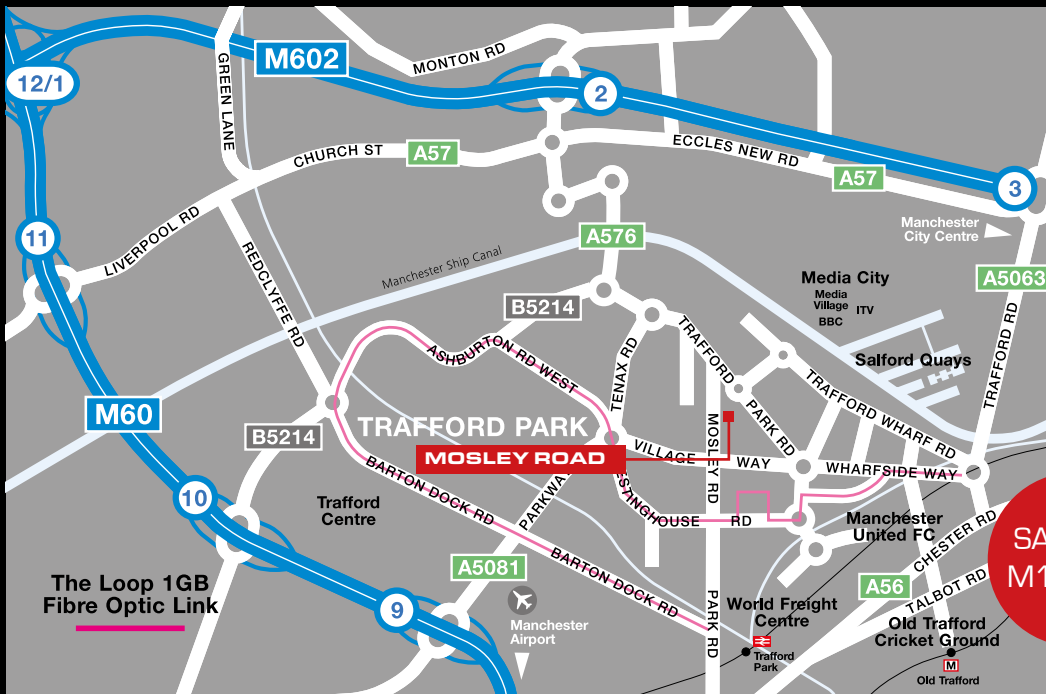 M602
MONTON RD
12/1
GREEN LANE
2
CHURCH ST
A57
ECCLES NEW RD
A57
3
Manchester
City Centre
11
LIVERPOOL RD
REDCLYFFE RD
A576
Manchester Ship Canal
Media City
Media
Village
ITV
BBC
A5063
B5214
TRAFFORD RD
Salford Quays
ASHBURTON RD WEST
TENAX RD
TRAFFORD
PARK RD
TRAFFORD WHARF RD
M60
B5214
TRAFFORD PARK
MOSLEY ROAD
MOSLEY RD
VILLAGE
WAY
WHARFSIDE WAY
BARTON DOCK RD
PARKWA
ESTINGHOUSE
RD
10
Trafford
Centre
Manchester
United FC
CHESTER RD
SA
M1
BARTON DOCK RD
A5081
A56
TALBOT RD
The Loop 1GB
Fibre Optic Link
9
Manchester
Airport
PARK RD
World Freight
Centre
Trafford
Park
Old Trafford
Cricket Ground
M
Old Trafford